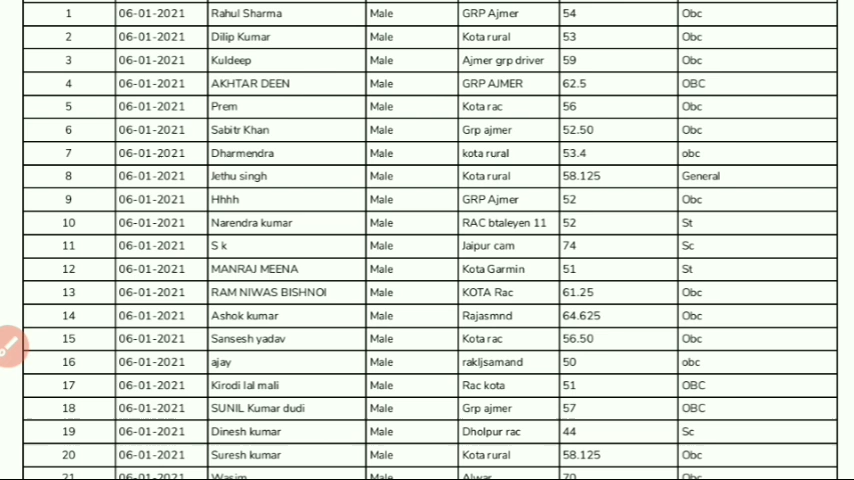 1 06-01-2021 Rahul Sharma Male GRP Ajmer 54 Obc
2 06-01-2021 Dilip Kumar Male Kota rural 53 Obc
3 06-01-2021 Kuldeep Male Ajmer grp driver 59 Obc
4 06-01-2021 AKHTAR DEEN Male GRP AJMER 62.5 OBC
5 06-01-2021 Prem Male Kota rac 56 Obc
6 06-01-2021 Sabitr Khan Male Grp ajmer 52.50 Obc
7 06-01-2021 Dharmendra Male kota rural 53.4 obc
8 06-01-2021 Jethu singh Male Kota rural 58.125 General
9 06-01-2021 Hhhh Male GRP Ajmer 52 Obc
10 06-01-2021 Narendra kumar Male RAC btaleyen 11 52 St
11 06-01-2021 S k Male Jaipur cam 74 Sc
12 06-01-2021 MANRAJ MEENA Male Kota Garmin 51 St
13 06-01-2021 RAM NIWAS BISHNOI Male KOTA Rac 61.25 Obc
14 06-01-2021 Ashok kumar Male Rajasmnd 64.625 Obc
15 06-01-2021 Sansesh yadav Male Kota rac 56.50 Obc
16 06-01-2021 ajay Male rakljsamand 50 obc
17 06-01-2021 Kirodi lal mali Male Rac kota 51 OBC
18 06-01-2021 SUNIL Kumar dudi Male Grp ajmer 57 OBC
19 06-01-2021 Dinesh kumar Male Dholpur rac 44 Sc
20 06-01-2021 Suresh kumar Male Kota rural 58.125 Obc
21 06-01-2021 Wasim Male Alwar 70 Obc